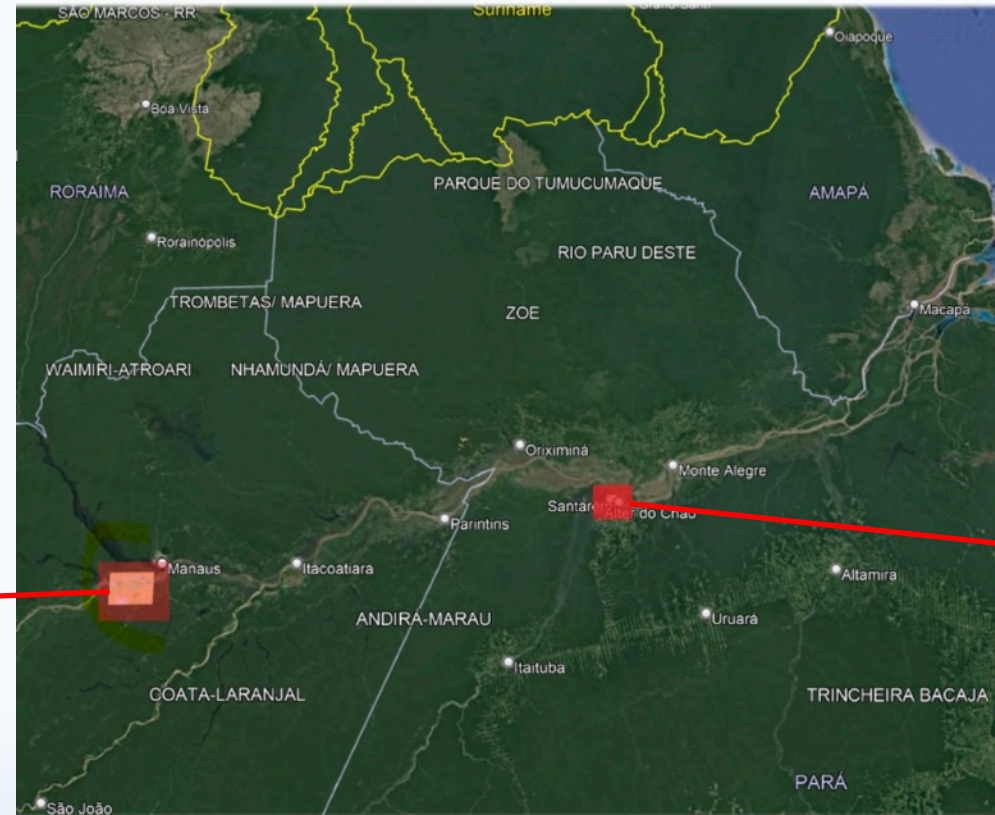 SÃO MARCOS - RR
Suriname
Oiapoque
Boa Vista
RORAIMA
PARQUE DO TUMUCUMAQUE
AMAPÁ
Rorainópolis
RIO PARU DESTE
TROMBETAS/ MAPUERA
ZOE
Macapá
WAIMIRI-ATROARI
NHAMUNDÁ/ MAPUERA
Oriximiná
Monte Alegre
Alter do Chão
Parintins
Manaus
Itacoatiara
Altamira
ANDIRÁ-MARAU
Uruará
Itaituba
COATA-LARANJAL
TRINCHEIRA BACAJA
PARÁ
São João